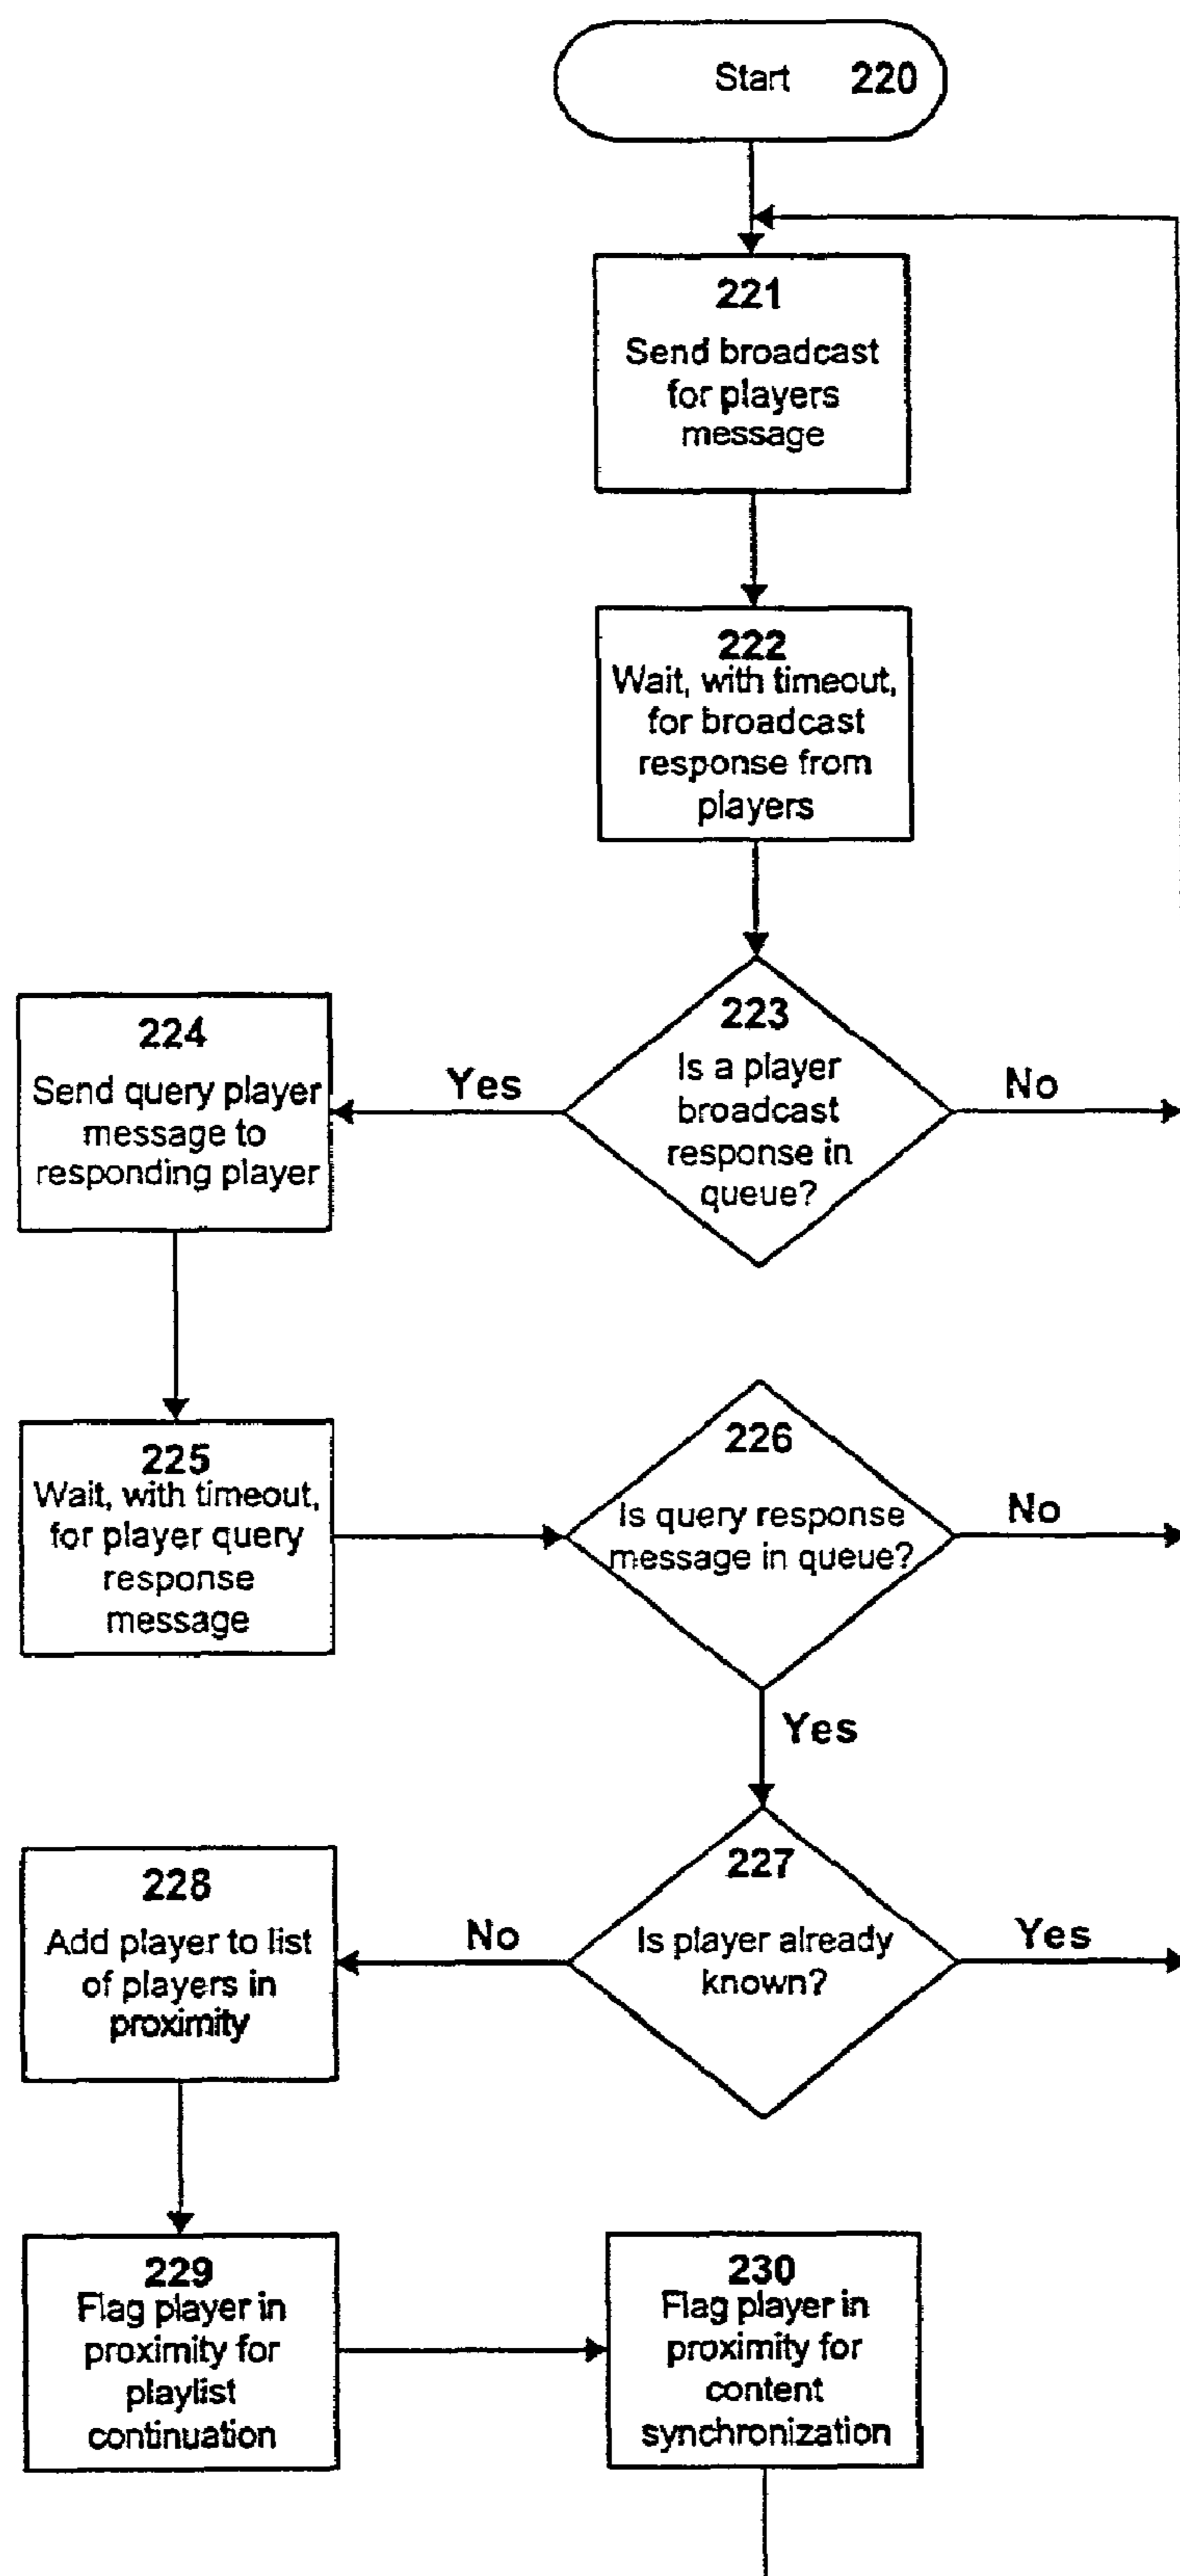 Start 220
221
Send broadcast
for players
message
222
Wait, with timeout,
for broadcast
response from
players
223
Is a player
broadcast
response in
queue?
Yes
No
224
Send query player
message to
responding player
225
Wait, with timeout,
for player query
response
message
226
Is query response
message in queue?
No
Yes
227
Is player already
known?
No
Yes
228
Add player to list
of players in
proximity
229
Flag player in
proximity for
playlist
continuation
230
Flag player in
proximity for
content
synchronization